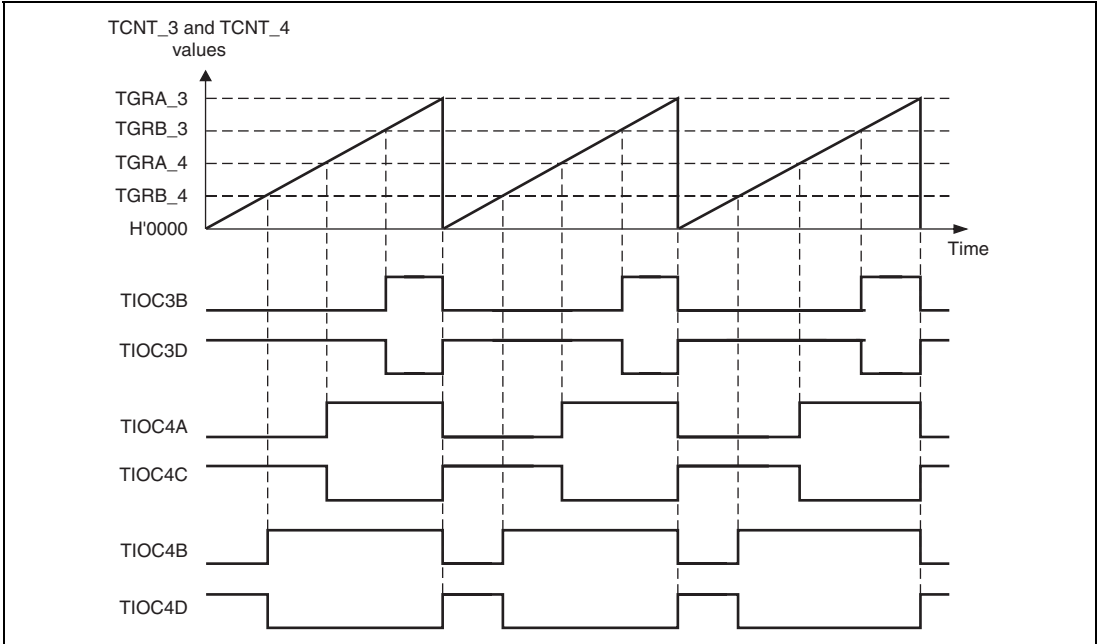 TCNT_3 and TCNT_4
values
TGRA_3
TGRB_3
TGRA_4
TGRB_4
H'0000
Time
TIOC3B
TIOC3D
TIOC4A
TIOC4C
TIOC4B
TIOC4D